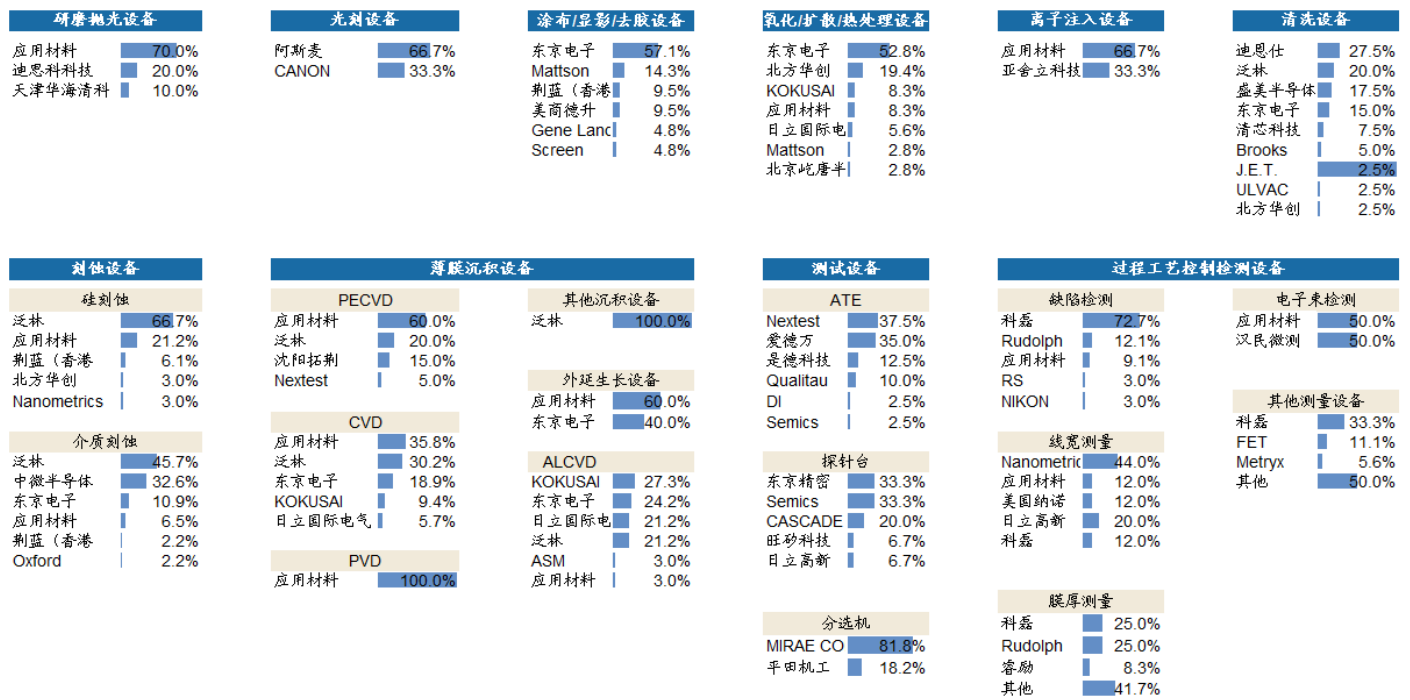 研磨抛光设备
应用材料 70.0%
迪思科科技 20.0%
天津华海清科 10.0%
光刻设备
阿斯麦 66.7%
CANON 33.3%
涂布/显影/去胶设备
东京电子 57.1%
Mattson 14.3%
荆蓝（香港 9.5%
美商德升 9.5%
Gene Land 4.8%
Screen 4.8%
氧化/扩散/热处理设备
东京电子 52.8%
北方华创 19.4%
KOKUSAI 8.3%
应用材料 8.3%
日立国际电 5.6%
Mattson 2.8%
北京屹唐半 2.8%
离子注入设备
应用材料 66.7%
亚舍立科技 33.3%
清洗设备
迪恩仕 27.5%
泛林 20.0%
盛美半导体 17.5%
东京电子 15.0%
清芯科技 7.5%
Brooks 5.0%
J.E.T. 2.5%
ULVAC 2.5%
北方华创 2.5%
刻蚀设备
硅刻蚀
泛林 66.7%
应用材料 21.2%
荆蓝（香港 6.1%
北方华创 3.0%
Nanometrics 3.0%
介质刻蚀
泛林 45.7%
中微半导体 32.6%
东京电子 10.9%
应用材料 6.5%
荆蓝（香港 2.2%
Oxford 2.2%
薄膜沉积设备
PECVD
应用材料 60.0%
泛林 20.0%
沈阳拓荆 15.0%
Nextest 5.0%
CVD
应用材料 35.8%
泛林 30.2%
东京电子 18.9%
KOKUSAI 9.4%
日立国际电气 5.7%
PVD
应用材料 100.0%
其他沉积设备
泛林 100.0%
外延生长设备
应用材料 60.0%
东京电子 40.0%
ALCVD
KOKUSAI 27.3%
东京电子 24.2%
日立国际电 21.2%
泛林 21.2%
ASM 3.0%
应用材料 3.0%
测试设备
ATE
Nextest 37.5%
爱德万 35.0%
是德科技 12.5%
Qualitau 10.0%
DI 2.5%
Semics 2.5%
探针台
东京精密 33.3%
Semics 33.3%
CASCADE 20.0%
旺矽科技 6.7%
日立高新 6.7%
分选机
MIRAE CO 81.8%
平田机工 18.2%
过程工艺控制检测设备
缺陷检测
科磊 72.7%
Rudolph 12.1%
应用材料 9.1%
RS 3.0%
NIKON 3.0%
线宽测量
Nanometric 44.0%
应用材料 12.0%
美国纳诺 12.0%
日立高新 20.0%
科磊 12.0%
膜厚测量
科磊 25.0%
Rudolph 25.0%
睿励 8.3%
其他 41.7%
电子束检测
应用材料 50.0%
汉民微测 50.0%
其他测量设备
科磊 33.3%
FET 11.1%
Metryx 5.6%
其他 50.0%